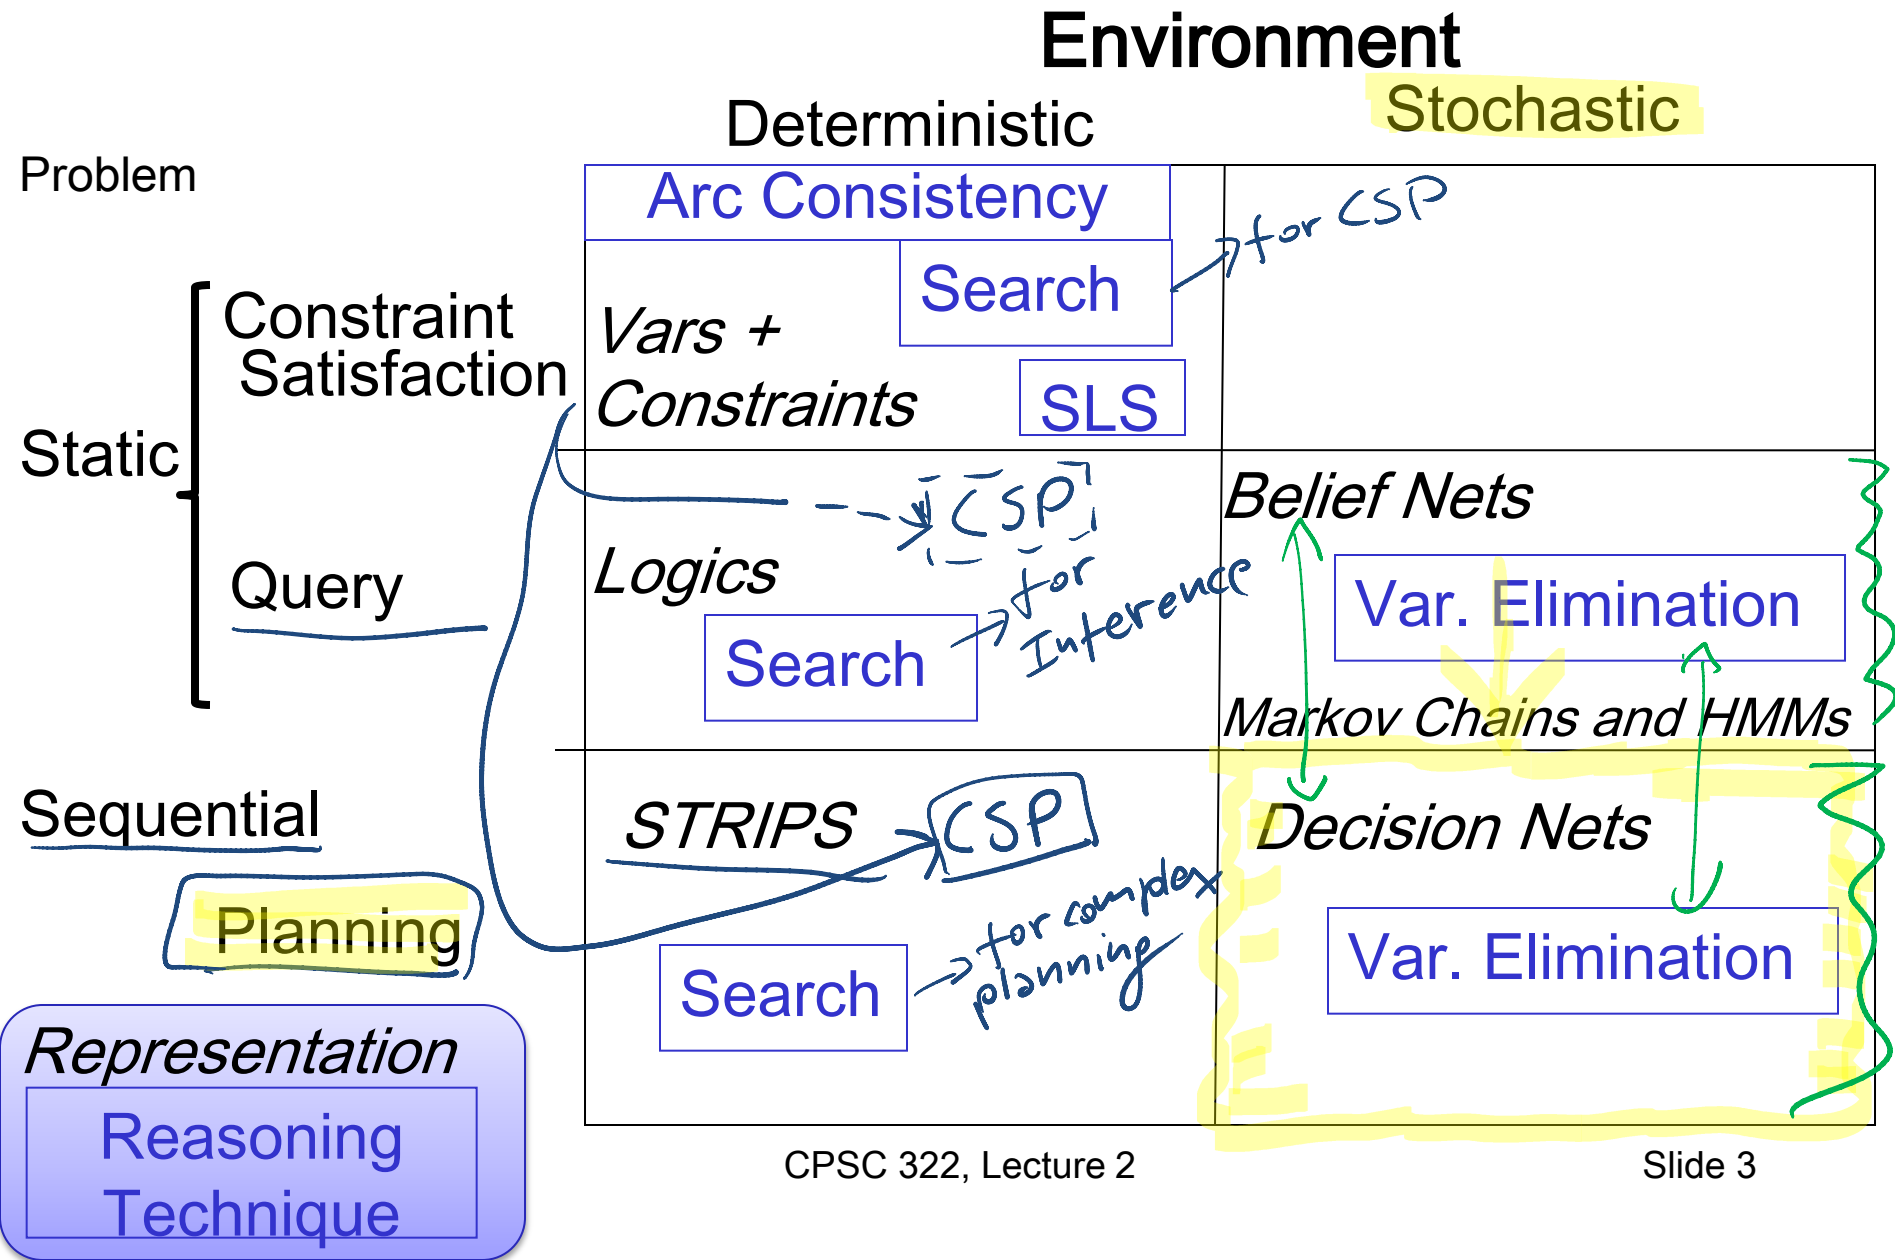 Environment
Deterministic
Stochastic
Problem
Arc Consistency
Search
for CSP
Constraint
Satisfaction
Vars +
Constraints
SLS
Static
CSP
Belief Nets
Query
Logics
for
Inference
Var. Elimination
Search
Markov Chains and HMMs
Sequential
STRIPS
CSP
Decision Nets
Planning
for complex
planning
Search
Var. Elimination
Representation
Reasoning
Technique
CPSC 322, Lecture 2
Slide 3